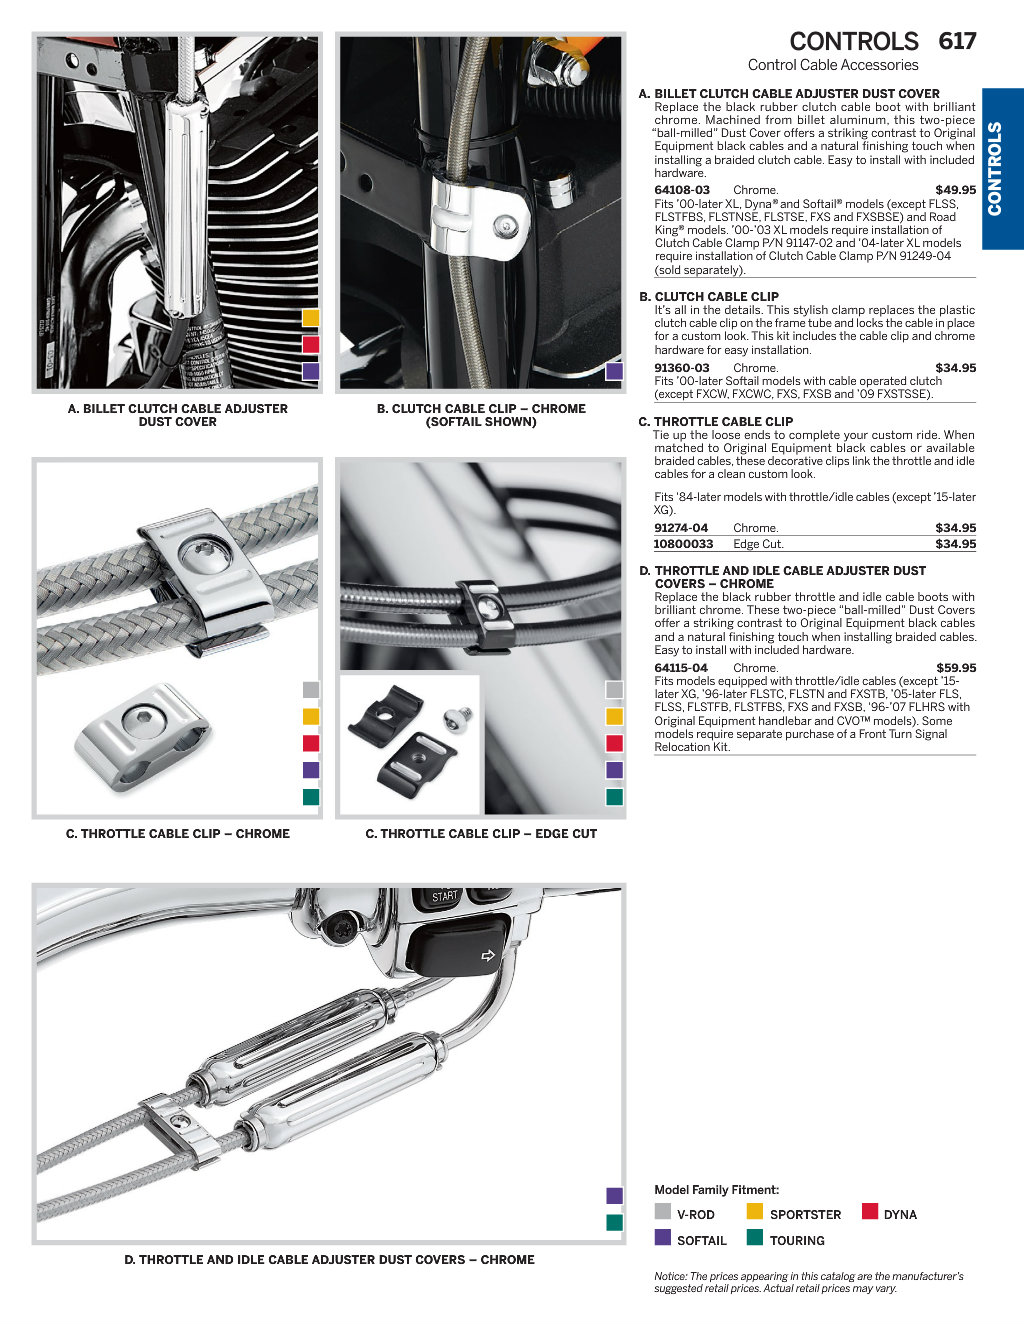 CONTROLS 617
Control Cable Accessories
CONTROLS
A. BILLET CLUTCH CABLE ADJUSTER DUST COVER
Replace the black rubber clutch cable boot with brilliant
chrome. Machined from billet aluminum, this two-piece
“ball-milled” Dust Cover offers a striking contrast to Original
Equipment black cables and a natural finishing touch when
installing a braided clutch cable. Easy to install with included
hardware.
64108-03 Chrome. $49.95
Fits ’00-later XL, Dyna® and Softail® models (except FLSS,
FLSTFBS, FLSTNSE, FLSTSE, FXS and FXSBSE) and Road
King® models. ’00-’03 XL models require installation of
Clutch Cable Clamp P/N 91147-02 and ’04-later XL models
require installation of Clutch Cable Clamp P/N 91249-04
(sold separately).
B. CLUTCH CABLE CLIP
It’s all in the details. This stylish clamp replaces the plastic
clutch cable clip on the frame tube and locks the cable in place
for a custom look. This kit includes the cable clip and chrome
hardware for easy installation.
91360-03 Chrome. $34.95
Fits ’00-later Softail models with cable operated clutch
(except FXCW, FXCWC, FXS, FXSB and ’09 FXSTSSE).
C. THROTTLE CABLE CLIP
Tie up the loose ends to complete your custom ride. When
matched to Original Equipment black cables or available
braided cables, these decorative clips link the throttle and idle
cables for a clean custom look.
Fits ’84-later models with throttle/idle cables (except ’15-later
XG).
91274-04 Chrome. $34.95
10800033 Edge Cut. $34.95
D. THROTTLE AND IDLE CABLE ADJUSTER DUST
COVERS – CHROME
Replace the black rubber throttle and idle cable boots with
brilliant chrome. These two-piece “ball-milled” Dust Covers
offer a striking contrast to Original Equipment black cables
and a natural finishing touch when installing braided cables.
Easy to install with included hardware.
64115-04 Chrome. $59.95
Fits models equipped with throttle/idle cables (except ’15-
later XG, ’96-later FLSTC, FLSTN and FXSTB, ’05-later FLS,
FLSS, FLSTFB, FLSTFBS, FXS and FXSB, ’96-’07 FLHRS with
Original Equipment handlebar and CVO™ models). Some
models require separate purchase of a Front Turn Signal
Relocation Kit.
A. BILLET CLUTCH CABLE ADJUSTER
DUST COVER
B. CLUTCH CABLE CLIP – CHROME
(SOFTAIL SHOWN)
C. THROTTLE CABLE CLIP – CHROME
C. THROTTLE CABLE CLIP – EDGE CUT
START
D. THROTTLE AND IDLE CABLE ADJUSTER DUST COVERS – CHROME
Model Family Fitment:
V-ROD SPORTSTER DYNA
SOFTAIL TOURING
Notice: The prices appearing in this catalog are the manufacturer’s
suggested retail prices. Actual retail prices may vary.